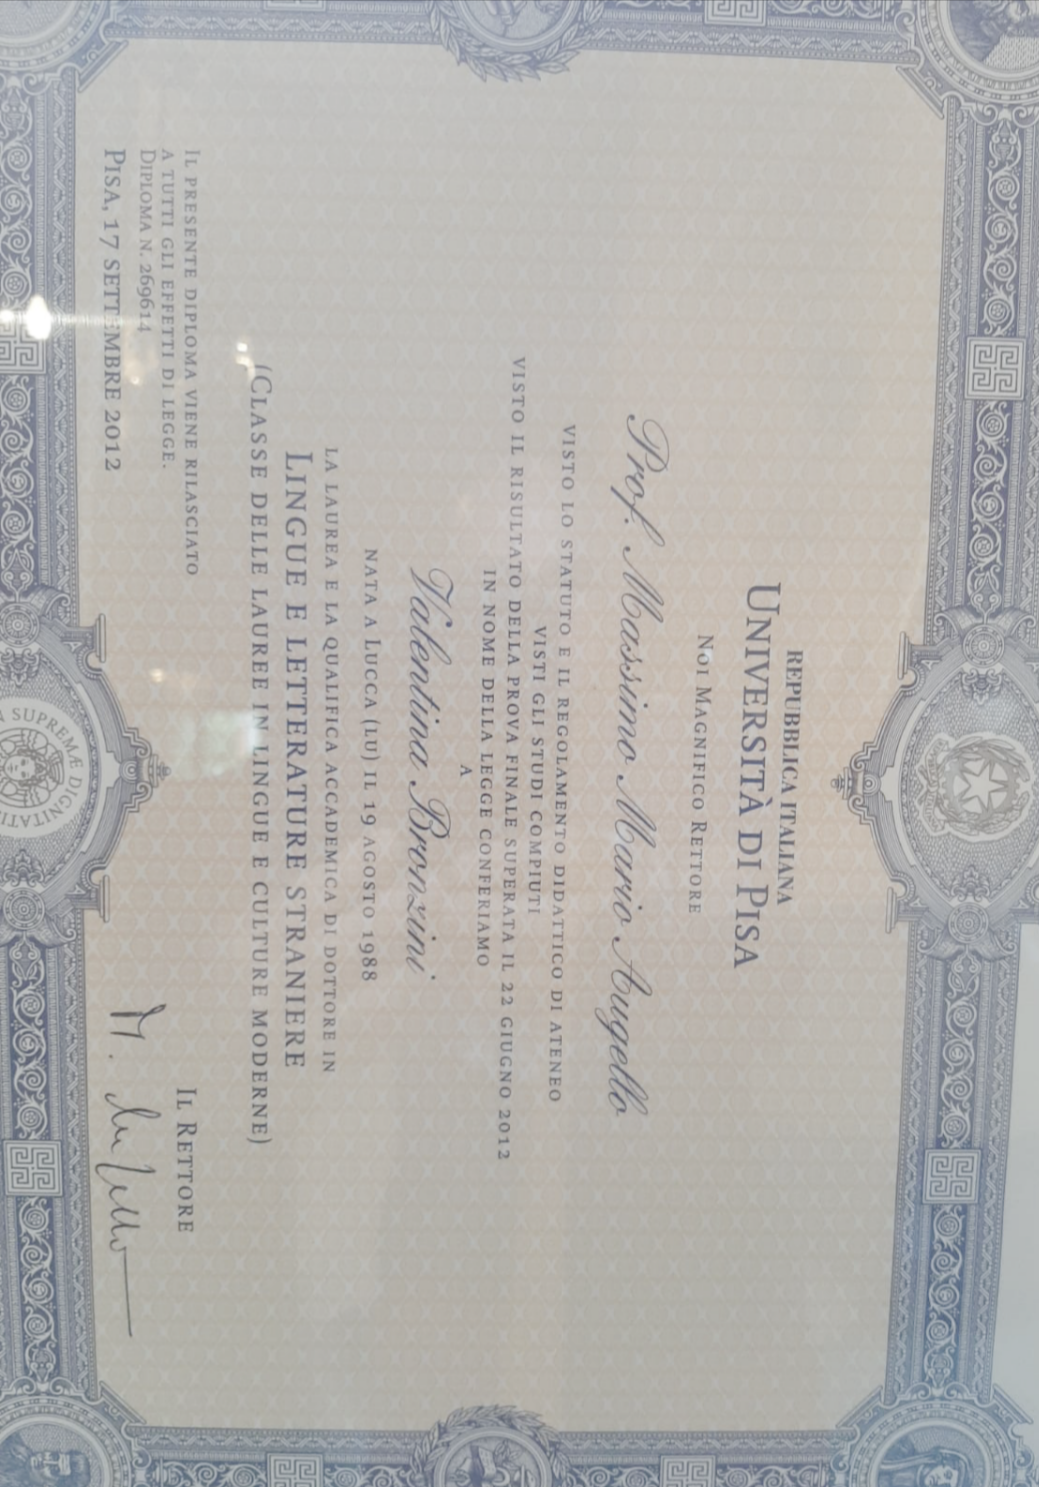 REPUBBLICA ITALIANA
UNIVERSITÀ DI PISA
NOI MAGNIFICO RETTORE
Prof. Massimo Mario Augello
VISTO LO STATUTO E IL REGOLAMENTO DIDATTICO DI ATENEO
VISTI GLI STUDI COMPIUTI
VISTO IL RISULTATO DELLA PROVA FINALE SUPERATA IL 22 GIUGNO 2012
IN NOME DELLA LEGGE CONFERIAMO
A
Valentina Bronzini
NATA A LUCCA (LU) IL 19 AGOSTO 1988
LA LAUREA E LA QUALIFICA ACCADEMICA DI DOTTORE IN
LINGUE E LETTERATURE STRANIERE
(CLASSE DELLE LAUREE IN LINGUE E CULTURE MODERNE)
IL PRESENTE DIPLOMA VIENE RILASCIATO
A TUTTI GLI EFFETTI DI LEGGE.
DIPLOMA N. 269614
PISA, 17 SETTEMBRE 2012
IL RETTORE
M. Augello
SUPREMÆ DIGNITATIS